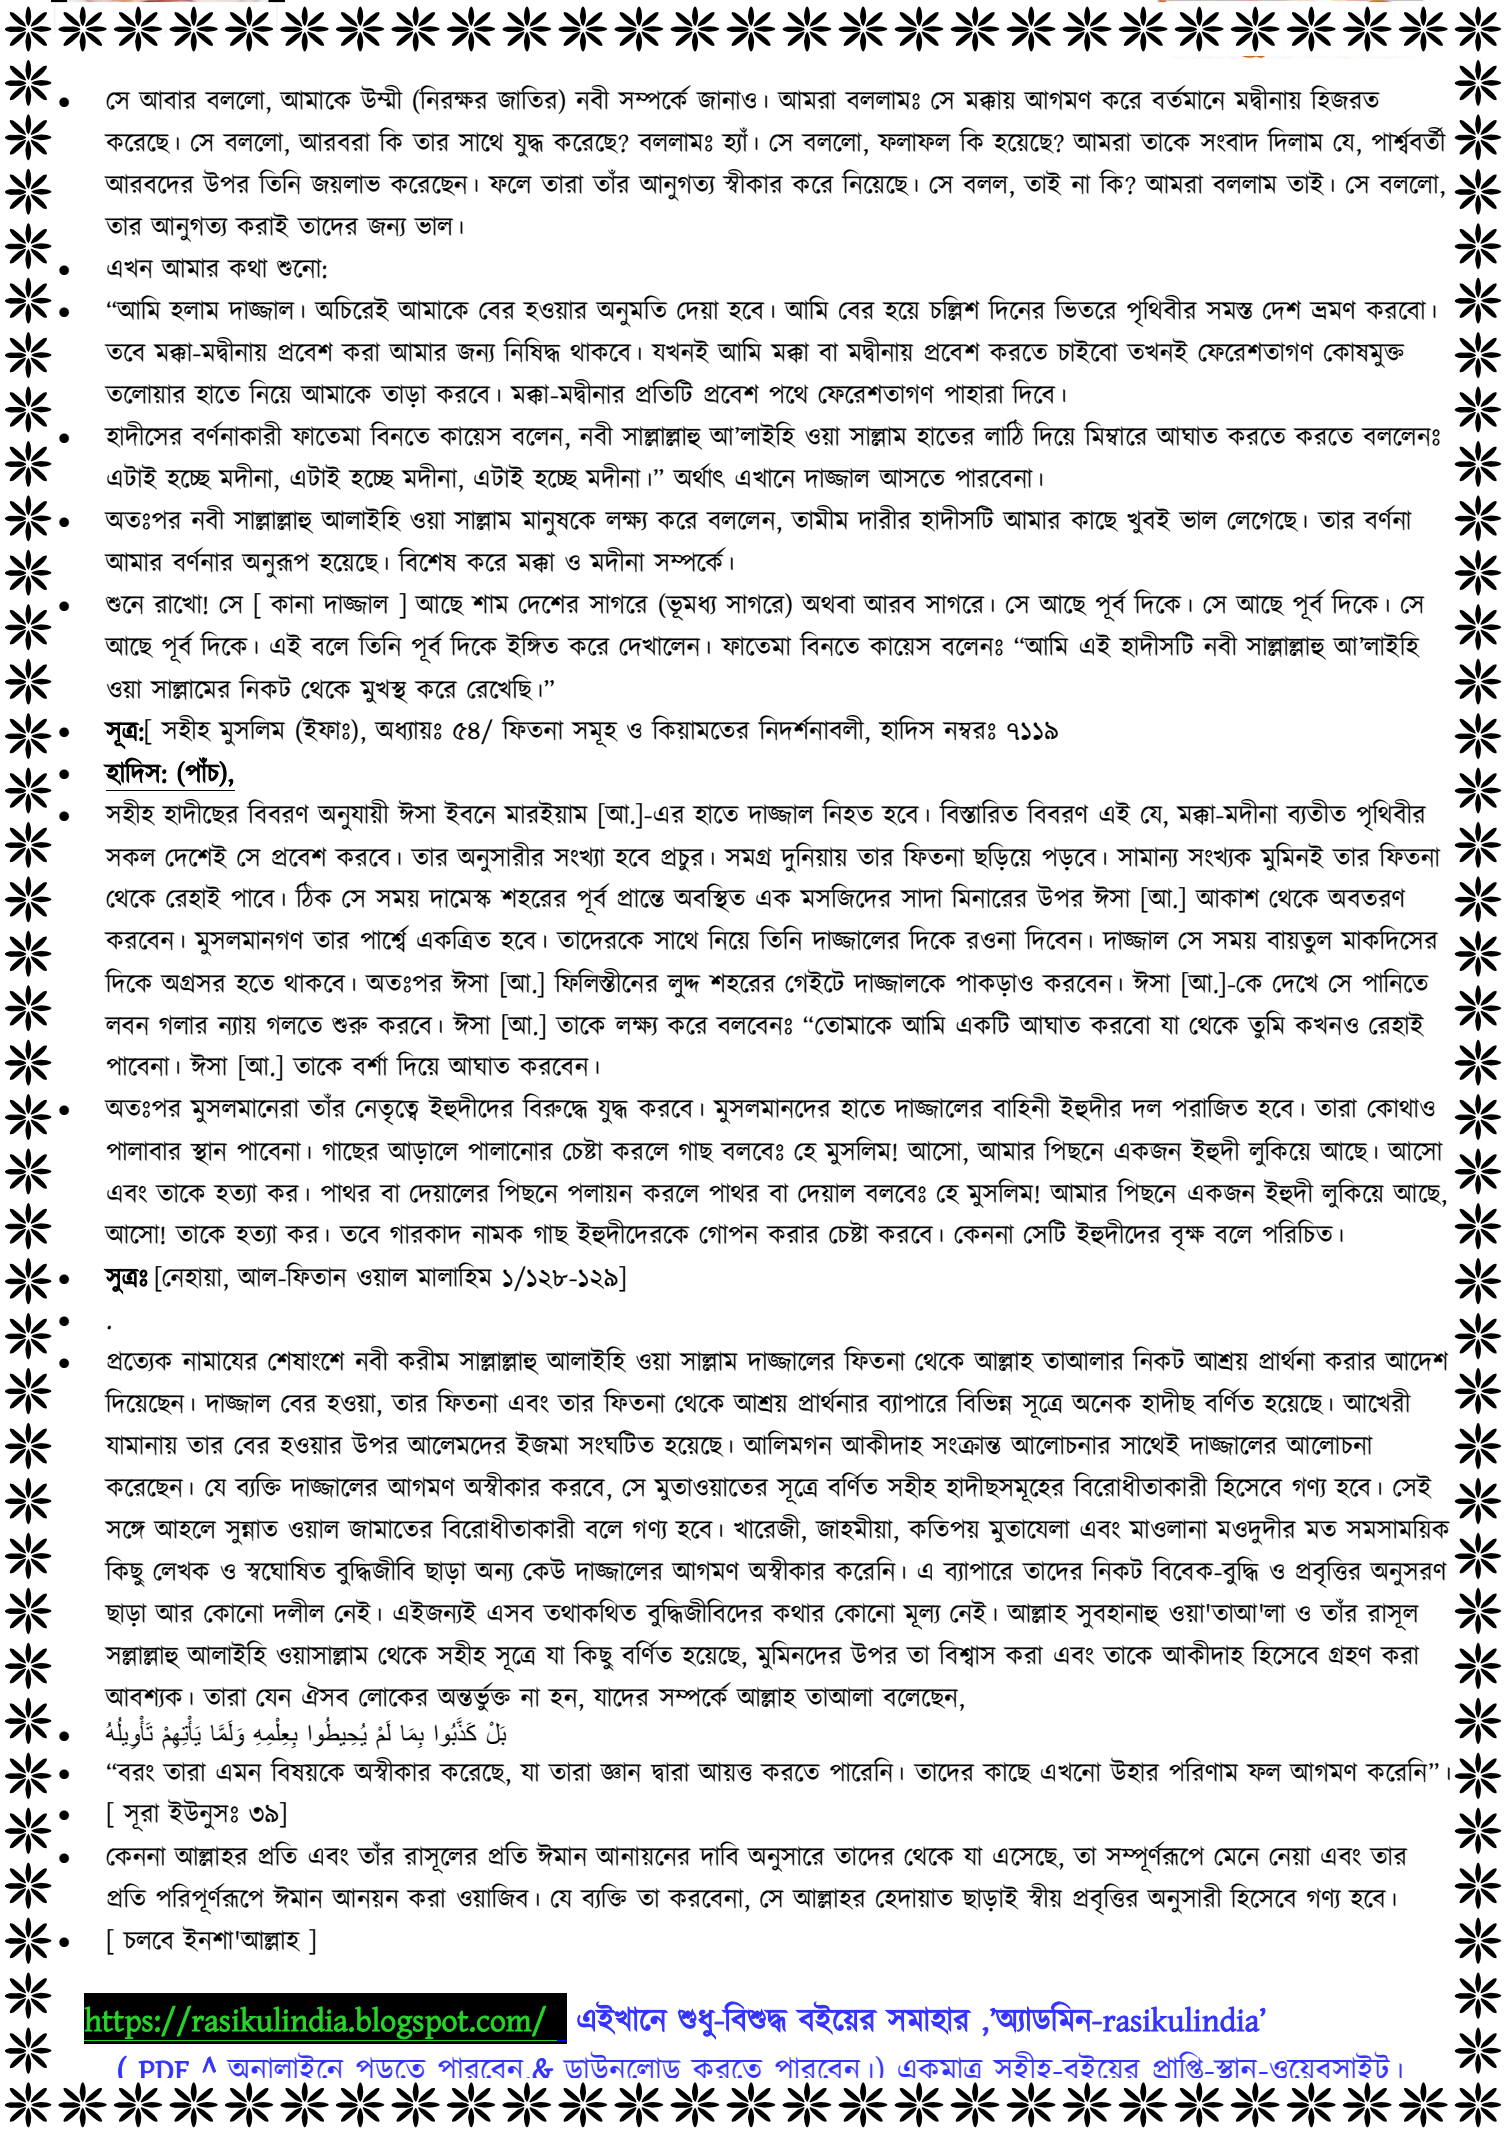 • সে আবার বললো, আমাকে উম্মী (নিরক্ষর জাতির) নবী সম্পর্কে জানাও। আমরা বললামঃ সে মক্কায় আগমণ করে বর্তমানে মদ্বীনায় হিজরত
করেছে। সে বললো, আরবরা কি তার সাথে যুদ্ধ করেছে? বললামঃ হ্যাঁ। সে বললো, ফলাফল কি হয়েছে? আমরা তাকে সংবাদ দিলাম যে, পার্শ্ববর্তী
আরবদের উপর তিনি জয়লাভ করেছেন। ফলে তারা তাঁর আনুগত্য স্বীকার করে নিয়েছে। সে বলল, তাই না কি? আমরা বললাম তাই। সে বললো,
তার আনুগত্য করাই তাদের জন্য ভাল।
• এখন আমার কথা শুনো:
• “আমি হলাম দাজ্জাল। অচিরেই আমাকে বের হওয়ার অনুমতি দেয়া হবে। আমি বের হয়ে চল্লিশ দিনের ভিতরে পৃথিবীর সমস্ত দেশ ভ্রমণ করবো।
তবে মক্কা-মদ্বীনায় প্রবেশ করা আমার জন্য নিষিদ্ধ থাকবে। যখনই আমি মক্কা বা মদ্বীনায় প্রবেশ করতে চাইবো তখনই ফেরেশতাগণ কোষমুক্ত
তলোয়ার হাতে নিয়ে আমাকে তাড়া করবে। মক্কা-মদ্বীনার প্রতিটি প্রবেশ পথে ফেরেশতাগণ পাহারা দিবে।
• হাদীসের বর্ণনাকারী ফাতেমা বিনতে কায়েস বলেন, নবী সাল্লাল্লাহু আ’লাইহি ওয়া সাল্লাম হাতের লাঠি দিয়ে মিম্বারে আঘাত করতে করতে বললেনঃ
এটাই হচ্ছে মদীনা, এটাই হচ্ছে মদীনা, এটাই হচ্ছে মদীনা।” অর্থাৎ এখানে দাজ্জাল আসতে পারবেনা।
• অতঃপর নবী সাল্লাল্লাহু আলাইহি ওয়া সাল্লাম মানুষকে লক্ষ্য করে বললেন, তামীম দারীর হাদীসটি আমার কাছে খুবই ভাল লেগেছে। তার বর্ণনা
আমার বর্ণনার অনুরূপ হয়েছে। বিশেষ করে মক্কা ও মদীনা সম্পর্কে।
• শুনে রাখো! সে [ কানা দাজ্জাল ] আছে শাম দেশের সাগরে (ভূমধ্য সাগরে) অথবা আরব সাগরে। সে আছে পূর্ব দিকে। সে আছে পূর্ব দিকে। সে
আছে পূর্ব দিকে। এই বলে তিনি পূর্ব দিকে ইঙ্গিত করে দেখালেন। ফাতেমা বিনতে কায়েস বলেনঃ “আমি এই হাদীসটি নবী সাল্লাল্লাহু আ’লাইহি
ওয়া সাল্লামের নিকট থেকে মুখস্থ করে রেখেছি।”
• সূত্র:[ সহীহ মুসলিম (ইফাঃ), অধ্যায়ঃ ৫৪/ ফিতনা সমূহ ও কিয়ামতের নিদর্শনাবলী, হাদিস নম্বরঃ ৭১১৯
• হাদিস: (পাঁচ),
• সহীহ হাদীছের বিবরণ অনুযায়ী ঈসা ইবনে মারইয়াম [আ.]-এর হাতে দাজ্জাল নিহত হবে। বিস্তারিত বিবরণ এই যে, মক্কা-মদীনা ব্যতীত পৃথিবীর
সকল দেশেই সে প্রবেশ করবে। তার অনুসারীর সংখ্যা হবে প্রচুর। সমগ্র দুনিয়ায় তার ফিতনা ছড়িয়ে পড়বে। সামান্য সংখ্যক মুমিনই তার ফিতনা
থেকে রেহাই পাবে। ঠিক সে সময় দামেস্ক শহরের পূর্ব প্রান্তে অবস্থিত এক মসজিদের সাদা মিনারের উপর ঈসা [আ.] আকাশ থেকে অবতরণ
করবেন। মুসলমানগণ তার পার্শ্বে একত্রিত হবে। তাদেরকে সাথে নিয়ে তিনি দাজ্জালের দিকে রওনা দিবেন। দাজ্জাল সে সময় বায়তুল মাকদিসের
দিকে অগ্রসর হতে থাকবে। অতঃপর ঈসা [আ.] ফিলিস্তীনের লুদ্দ শহরের গেইটে দাজ্জালকে পাকড়াও করবেন। ঈসা [আ.]-কে দেখে সে পানিতে
লবন গলার ন্যায় গলতে শুরু করবে। ঈসা [আ.] তাকে লক্ষ্য করে বলবেনঃ “তোমাকে আমি একটি আঘাত করবো যা থেকে তুমি কখনও রেহাই
পাবেনা। ঈসা [আ.] তাকে বর্শা দিয়ে আঘাত করবেন।
• অতঃপর মুসলমানেরা তাঁর নেতৃত্বে ইহুদীদের বিরুদ্ধে যুদ্ধ করবে। মুসলমানদের হাতে দাজ্জালের বাহিনী ইহুদীর দল পরাজিত হবে। তারা কোথাও
পালাবার স্থান পাবেনা। গাছের আড়ালে পালানোর চেষ্টা করলে গাছ বলবেঃ হে মুসলিম! আসো, আমার পিছনে একজন ইহুদী লুকিয়ে আছে। আসো
এবং তাকে হত্যা কর। পাথর বা দেয়ালের পিছনে পলায়ন করলে পাথর বা দেয়াল বলবেঃ হে মুসলিম! আমার পিছনে একজন ইহুদী লুকিয়ে আছে,
আসো! তাকে হত্যা কর। তবে গারকাদ নামক গাছ ইহুদীদেরকে গোপন করার চেষ্টা করবে। কেননা সেটি ইহুদীদের বৃক্ষ বলে পরিচিত।
• সুত্রঃ [নেহায়া, আল-ফিতান ওয়াল মালাহিম ১/১২৮-১২৯]
• .
• প্রত্যেক নামাযের শেষাংশে নবী করীম সাল্লাল্লাহু আলাইহি ওয়া সাল্লাম দাজ্জালের ফিতনা থেকে আল্লাহ তাআলার নিকট আশ্রয় প্রার্থনা করার আদেশ
দিয়েছেন। দাজ্জাল বের হওয়া, তার ফিতনা এবং তার ফিতনা থেকে আশ্রয় প্রার্থনার ব্যাপারে বিভিন্ন সূত্রে অনেক হাদীছ বর্ণিত হয়েছে। আখেরী
যামানায় তার বের হওয়ার উপর আলেমদের ইজমা সংঘটিত হয়েছে। আলিমগন আকীদাহ সংক্রান্ত আলোচনার সাথেই দাজ্জালের আলোচনা
করেছেন। যে ব্যক্তি দাজ্জালের আগমণ অস্বীকার করবে, সে মুতাওয়াতের সূত্রে বর্ণিত সহীহ হাদীছসমূহের বিরোধীতাকারী হিসেবে গণ্য হবে। সেই
সঙ্গে আহলে সুন্নাত ওয়াল জামাতের বিরোধীতাকারী বলে গণ্য হবে। খারেজী, জাহমীয়া, কতিপয় মুতাযেলা এবং মাওলানা মওদুদীর মত সমসাময়িক
কিছু লেখক ও স্বঘোষিত বুদ্ধিজীবি ছাড়া অন্য কেউ দাজ্জালের আগমণ অস্বীকার করেনি। এ ব্যাপারে তাদের নিকট বিবেক-বুদ্ধি ও প্রবৃত্তির অনুসরণ
ছাড়া আর কোনো দলীল নেই। এইজন্যই এসব তথাকথিত বুদ্ধিজীবিদের কথার কোনো মূল্য নেই। আল্লাহ সুবহানাহু ওয়া'তাআ'লা ও তাঁর রাসূল
সল্লাল্লাহু আলাইহি ওয়াসাল্লাম থেকে সহীহ সূত্রে যা কিছু বর্ণিত হয়েছে, মুমিনদের উপর তা বিশ্বাস করা এবং তাকে আকীদাহ হিসেবে গ্রহণ করা
আবশ্যক। তারা যেন ঐসব লোকের অন্তর্ভুক্ত না হন, যাদের সম্পর্কে আল্লাহ তাআলা বলেছেন,
• بَلْ كَذَّبُوا بِمَا لَمْ يُحِيطُوا بِعِلْمِهِ وَلَمَّا يَأْتِهِمْ تَأْوِيلُهُ
• “বরং তারা এমন বিষয়কে অস্বীকার করেছে, যা তারা জ্ঞান দ্বারা আয়ত্ত করতে পারেনি। তাদের কাছে এখনো উহার পরিণাম ফল আগমণ করেনি”।
• [ সূরা ইউনুসঃ ৩৯]
• কেননা আল্লাহর প্রতি এবং তাঁর রাসূলের প্রতি ঈমান আনায়নের দাবি অনুসারে তাদের থেকে যা এসেছে, তা সম্পূর্ণরূপে মেনে নেয়া এবং তার
প্রতি পরিপূর্ণরূপে ঈমান আনয়ন করা ওয়াজিব। যে ব্যক্তি তা করবেনা, সে আল্লাহর হেদায়াত ছাড়াই স্বীয় প্রবৃত্তির অনুসারী হিসেবে গণ্য হবে।
• [ চলবে ইনশা'আল্লাহ ]
https://rasikulindia.blogspot.com/ এইখানে শুধু-বিশুদ্ধ বইয়ের সমাহার ,’অ্যাডমিন-rasikulindia’
( PDF ^ অনালাইনে পড়তে পারবেন,& ডাউনলোড করতে পারবেন।) একমাত্র সহীহ-বইয়ের প্রাপ্তি-স্থান-ওয়েবসাইট।